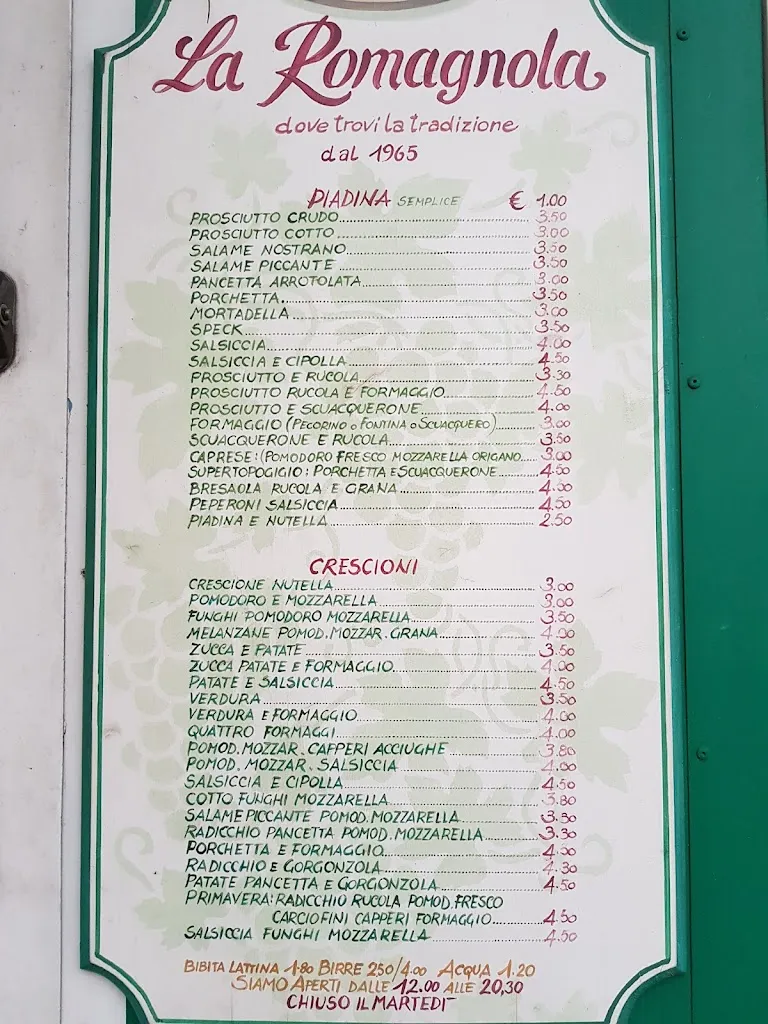 La Romagnola
dove trovi la tradizione
dal 1965
PIADINA SEMPLICE € 1.00
PROSCIUTTO CRUDO 3.50
PROSCIUTTO COTTO 3.00
SALAME NOSTRANO 3.50
SALAME PICCANTE 3.50
PANCETTA ARROTOLATA 3.00
PORCHETTA 3.50
MORTADELLA 3.00
SPECK 3.50
SALSICCIA 4.00
SALSICCIA E CIPOLLA 4.50
PROSCIUTTO E RUCOLA 3.30
PROSCIUTTO RUCOLA E FORMAGGIO 4.50
PROSCIUTTO E SCUACQUERONE 4.00
FORMAGGIO (PECORINO O FONTINA O SCUACQUERO) 3.00
SCUACQUERONE E RUCOLA 3.50
CAPRESE: (POMODORO FRESCO MOZZARELLA ORIGANO 3.00
SUPERTOPOGIGIO: PORCHETTA E SCUACQUERONE 4.50
BRESAOLA RUCOLA E GRANA 4.50
PEPERONI SALSICCIA 4.50
PIADINA E NUTELLA 2.50
CRESCIONI
CRESCIONE NUTELLA 3.00
POMODORO E MOZZARELLA 3.00
FUNGHI POMODORO MOZZARELLA 3.50
MELANZANE POMOD. MOZZAR. GRANA 4.00
ZUCCA E PATATE 3.50
ZUCCA PATATE E FORMAGGIO 4.00
PATATE E SALSICCIA 4.50
VERDURA 3.50
VERDURA E FORMAGGIO 4.00
QUATTRO FORMAGGI 4.00
POMOD. MOZZAR. CAPPERI ACCIUGHE 3.80
POMOD. MOZZAR. SALSICCIA 4.00
SALSICCIA E CIPOLLA 4.50
COTTO FUNGHI MOZZARELLA 3.80
SALAME PICCANTE POMOD. MOZZARELLA 3.30
RADICCHIO PANCETTA POMOD. MOZZARELLA 3.30
PORCHETTA E FORMAGGIO 4.50
RADICCHIO E GORGONZOLA 4.30
PATATE PANCETTA E GORGONZOLA 4.50
PRIMAVERA: RADICCHIO RUCOLA POMOD. FRESCO
CARCIOFINI CAPPERI FORMAGGIO 4.50
SALSICCIA FUNGHI MOZZARELLA 4.50
BIBITA LATTINA 1.80 BIRRE 250/4.00 ACQUA 1.20
SIAMO APERTI DALLE 12.00 ALLE 20,30
CHIUSO IL MARTEDÌ